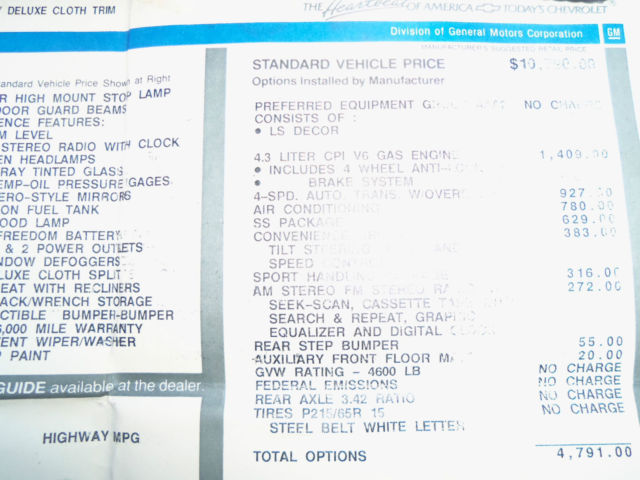 DELUXE CLOTH TRIM
THE Heartbeat OF AMERICA TODAY'S CHEVROLET
Division of General Motors Corporation GM
MANUFACTURER'S SUGGESTED RETAIL PRICE
tandard Vehicle Price Shown at Right
R HIGH MOUNT STOP LAMP
OOR GUARD BEAMS
ENCE FEATURES:
M LEVEL
STEREO RADIO WITH CLOCK
EN HEADLAMPS
RAY TINTED GLASS
EMP-OIL PRESSURE GAGES
ERO-STYLE MIRRORS
ON FUEL TANK
OOD LAMP
FREEDOM BATTERY
& 2 POWER OUTLETS
NDOW DEFOGGERS
LUXE CLOTH SPLIT
EAT WITH RECLINERS
ACK/WRENCH STORAGE
CTIBLE BUMPER-BUMPER
6,000 MILE WARRANTY
ENT WIPER/WASHER
PAINT
GUIDE available at the dealer.
HIGHWAY MPG
STANDARD VEHICLE PRICE
Options Installed by Manufacturer
PREFERRED EQUIPMENT NO CHARGE
CONSISTS OF :
• LS DECOR
4.3 LITER CPI V6 GAS ENGINE 1,409.00
• INCLUDES 4 WHEEL
BRAKE SYSTEM
4-SPD. AUTO. TRANS. 927.00
AIR CONDITIONING 780.00
SS PACKAGE 629.00
CONVENIENCE 383.00
TILT STEERING AND
SPEED
SPORT HANDLING 316.00
AM STEREO FM STEREO 272.00
SEEK-SCAN, CASSETTE
SEARCH & REPEAT, GRAPHIC
EQUALIZER AND DIGITAL
REAR STEP BUMPER 55.00
AUXILIARY FRONT FLOOR 20.00
GVW RATING - 4600 LB NO CHARGE
FEDERAL EMISSIONS NO CHARGE
REAR AXLE 3.42 RATIO NO CHARGE
TIRES P215/65R 15 NO CHARGE
STEEL BELT WHITE LETTER
TOTAL OPTIONS 4,791.00